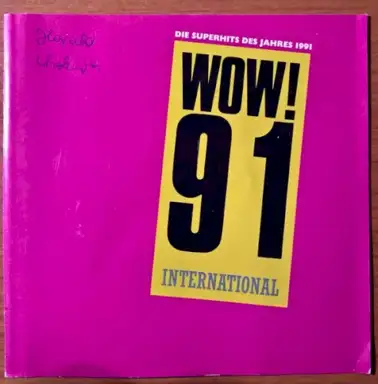 DIE SUPERHITS DES JAHRES 1991
WOW!
91
INTERNATIONAL